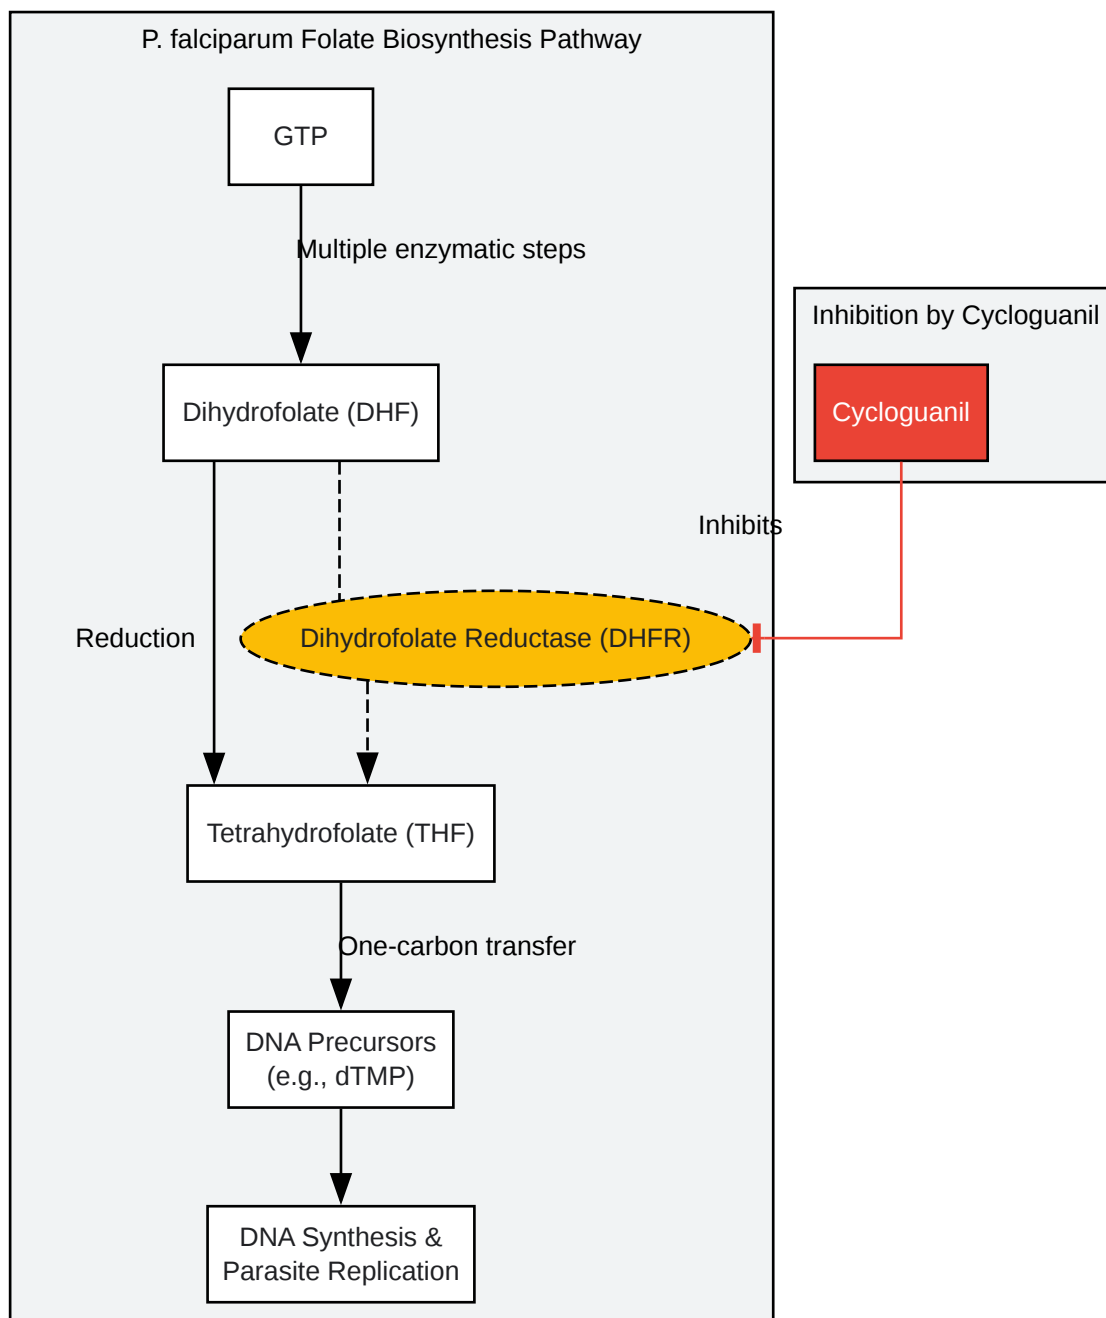 P. falciparum Folate Biosynthesis Pathway
GTP
Multiple enzymatic steps
Inhibition by Cycloguanil
Dihydrofolate (DHF)
Cycloguanil
Inhibits
Reduction
Dihydrofolate Reductase (DHFR)
Tetrahydrofolate (THF)
One-carbon transfer
DNA Precursors
(e.g., dTMP)
DNA Synthesis &
Parasite Replication